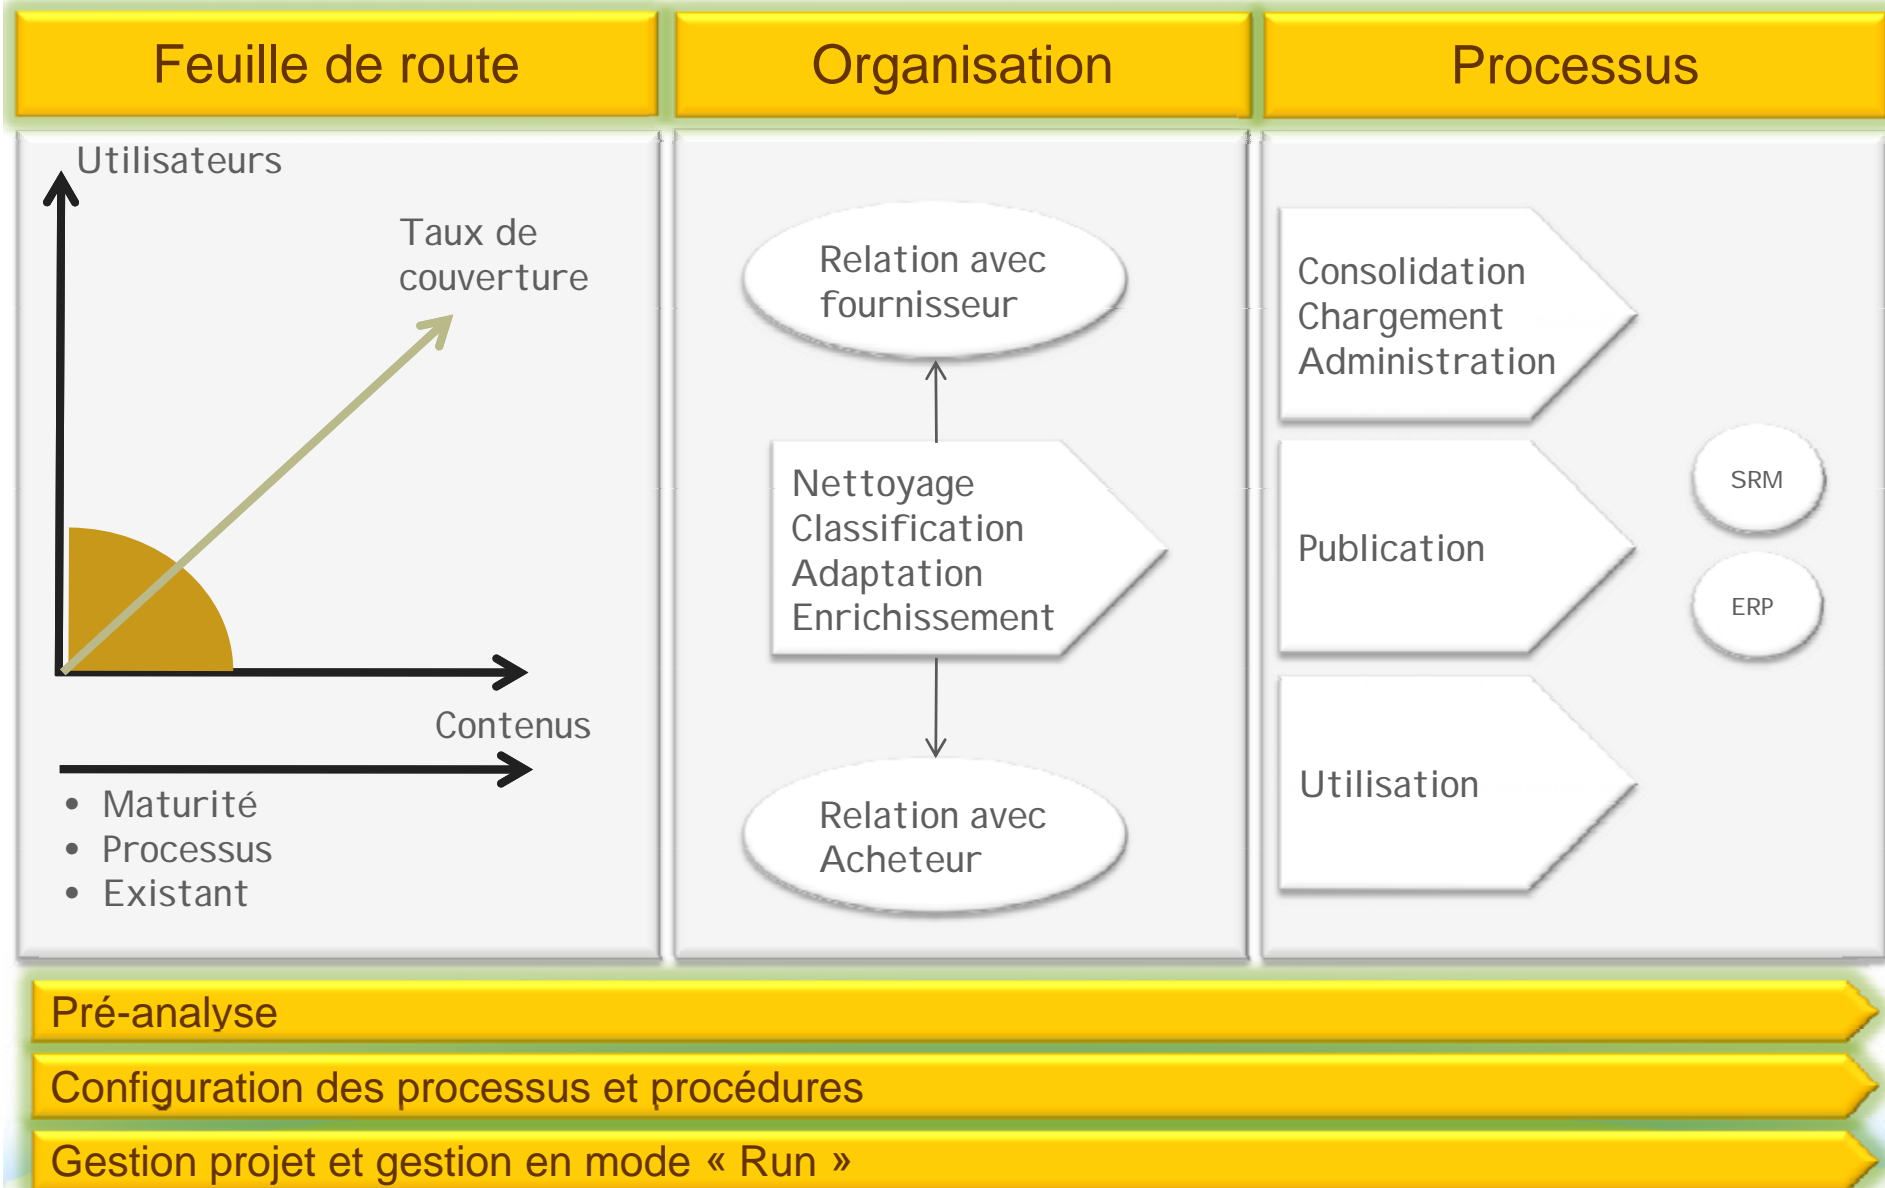 Feuille de route
Organisation
Processus
Utilisateurs
Taux de
couverture
Contenus
• Maturité
• Processus
• Existant
Relation avec
fournisseur
Nettoyage
Classification
Adaptation
Enrichissement
Relation avec
Acheteur
Consolidation
Chargement
Administration
Publication
Utilisation
SRM
ERP
Pré-analyse
Configuration des processus et procédures
Gestion projet et gestion en mode « Run »